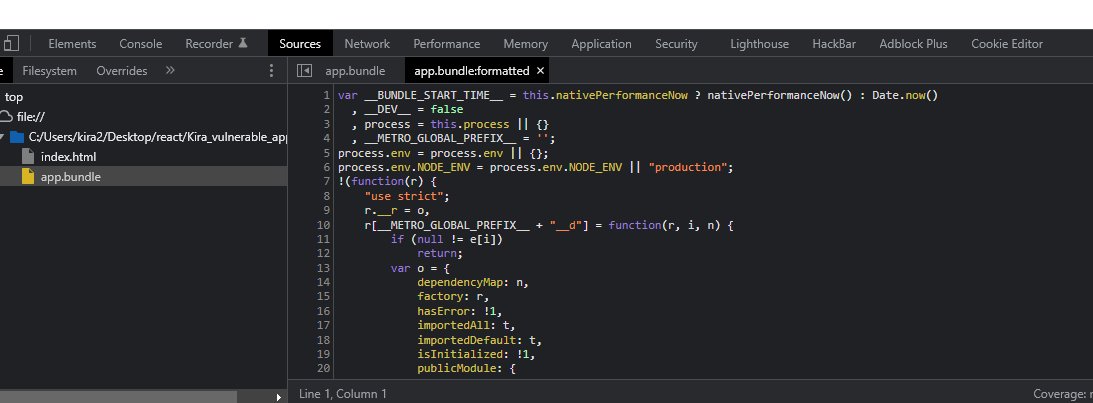 Elements Console Recorder Sources Network Performance Memory Application Security Lighthouse HackBar Adblock Plus Cookie Editor
Filesystem Overrides » app.bundle app.bundle:formatted ×
top
file://
C:/Users/kira2/Desktop/react/Kira_vulnerable_app
index.html
app.bundle
1 var __BUNDLE_START_TIME__ = this.nativePerformanceNow ? nativePerformanceNow() : Date.now()
2 , __DEV__ = false
3 , process = this.process || {}
4 , __METRO_GLOBAL_PREFIX__ = '';
5 process.env = process.env || {};
6 process.env.NODE_ENV = process.env.NODE_ENV || "production";
7 !(function(r) {
8 "use strict";
9 r.__r = o,
10 r[__METRO_GLOBAL_PREFIX__ + "__d"] = function(r, i, n) {
11 if (null != e[i])
12 return;
13 var o = {
14 dependencyMap: n,
15 factory: r,
16 hasError: !1,
17 importedAll: t,
18 importedDefault: t,
19 isInitialized: !1,
20 publicModule: {
Line 1, Column 1 Coverage: